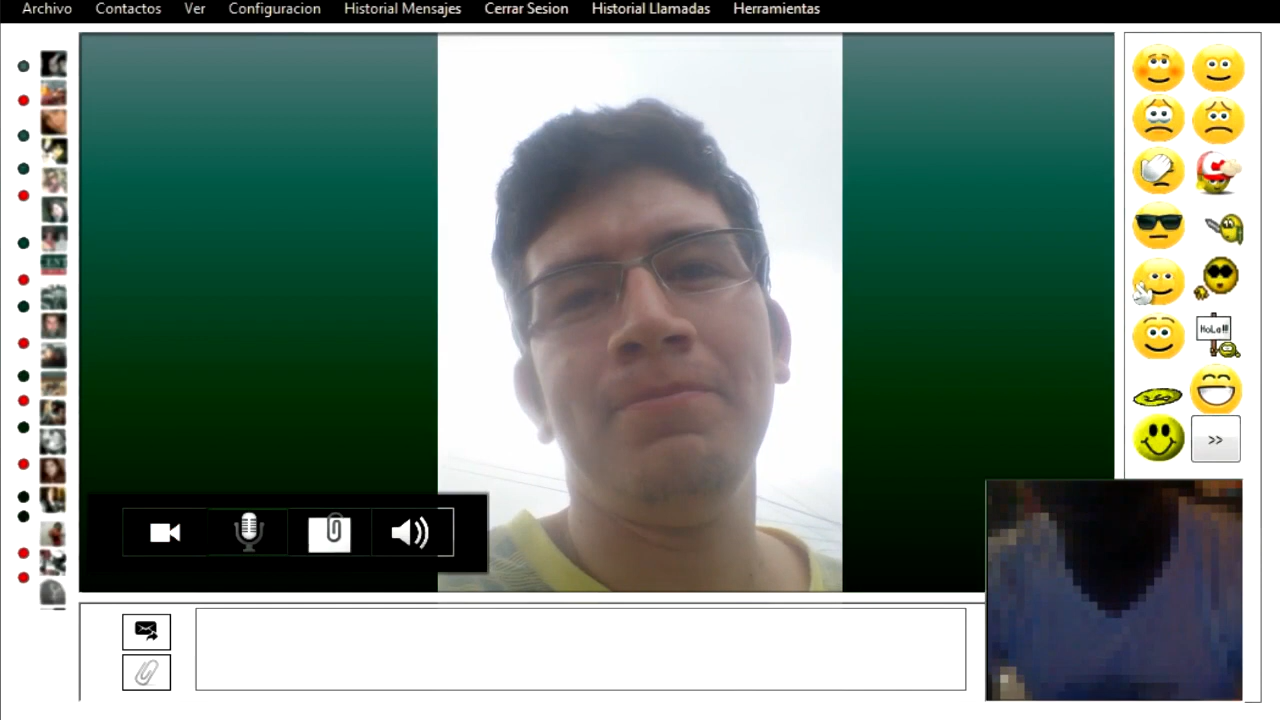 Archivo Contactos Ver Configuracion Historial Mensajes Cerrar Sesion Historial Llamadas Herramientas
HoLa!!!
>>